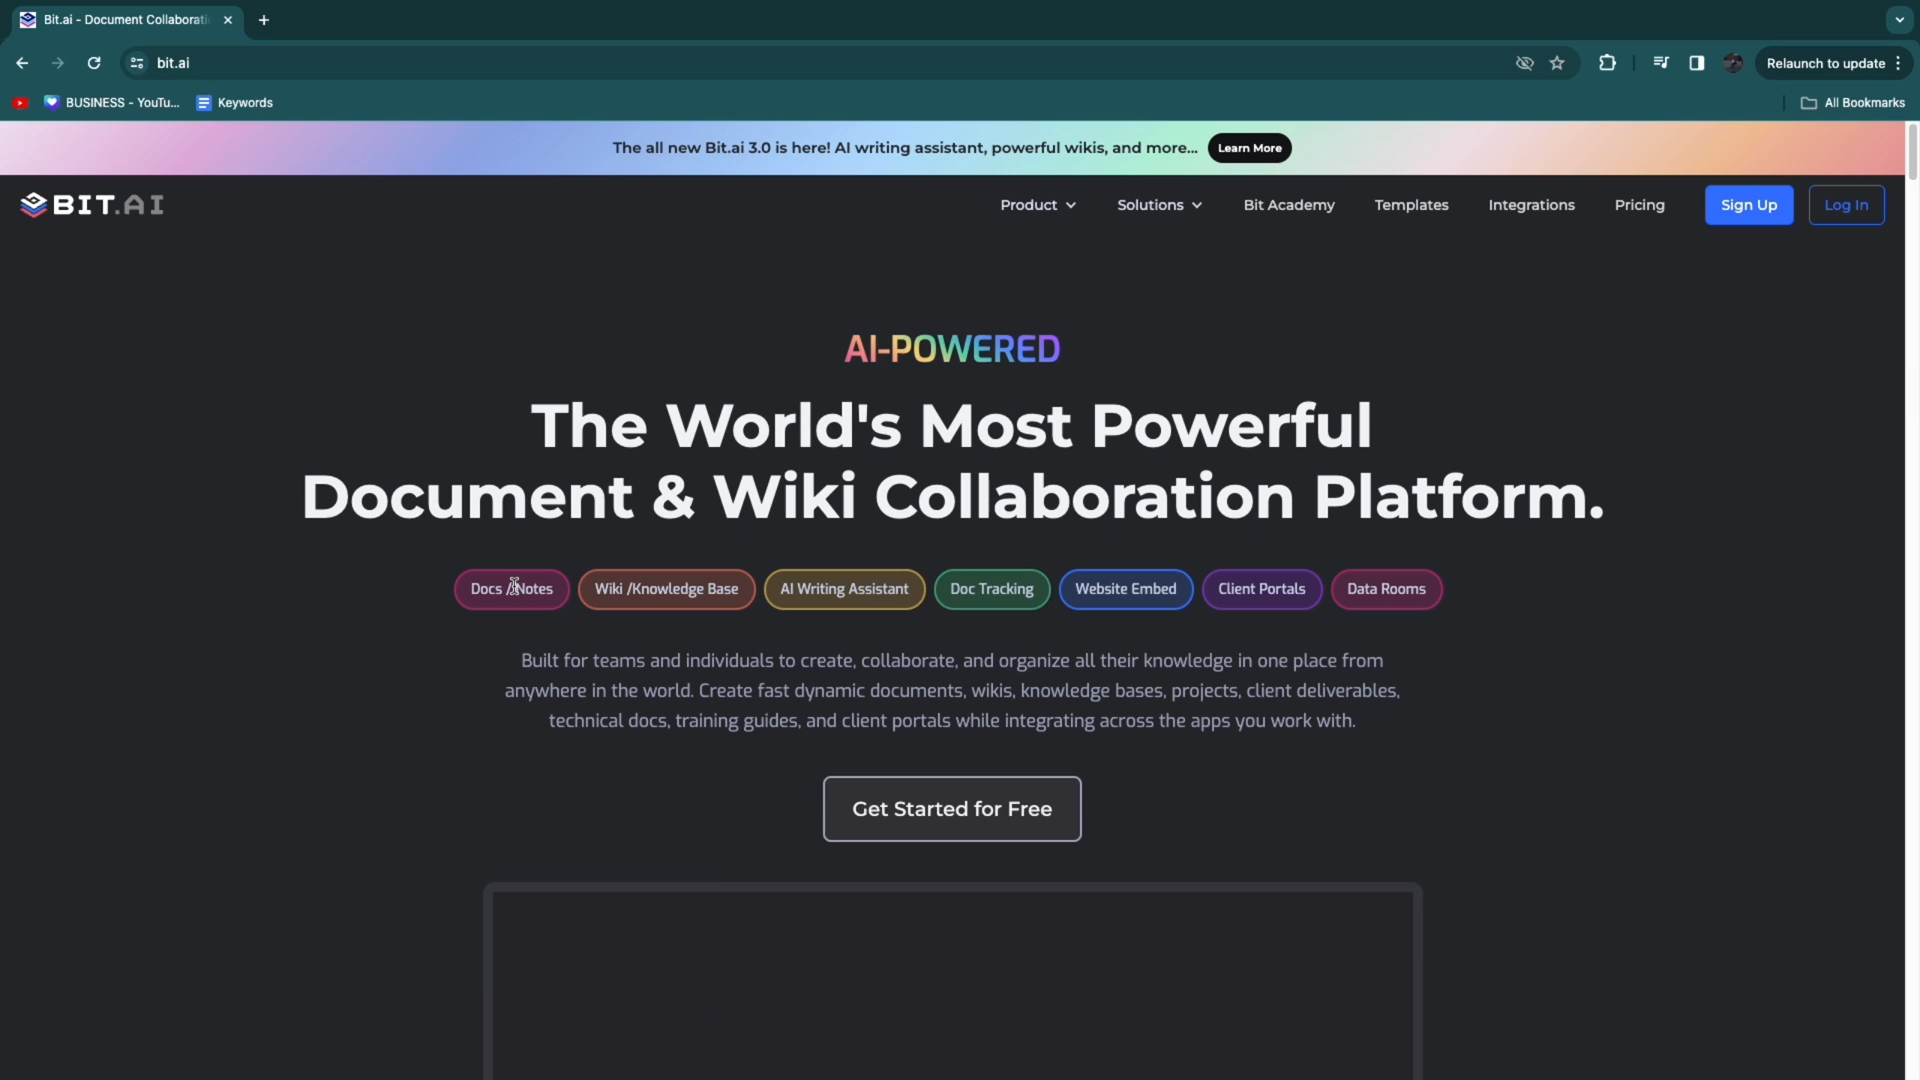 Bit.ai - Document Collaborati
bit.ai
Relaunch to update
BUSINESS - YouTu...
Keywords
All Bookmarks
The all new Bit.ai 3.0 is here! AI writing assistant, powerful wikis, and more... Learn More
BIT.AI
Product
Solutions
Bit Academy
Templates
Integrations
Pricing
Sign Up
Log In
AI-POWERED
The World's Most Powerful
Document & Wiki Collaboration Platform.
Docs / Notes
Wiki /Knowledge Base
AI Writing Assistant
Doc Tracking
Website Embed
Client Portals
Data Rooms
Built for teams and individuals to create, collaborate, and organize all their knowledge in one place from
anywhere in the world. Create fast dynamic documents, wikis, knowledge bases, projects, client deliverables,
technical docs, training guides, and client portals while integrating across the apps you work with.
Get Started for Free